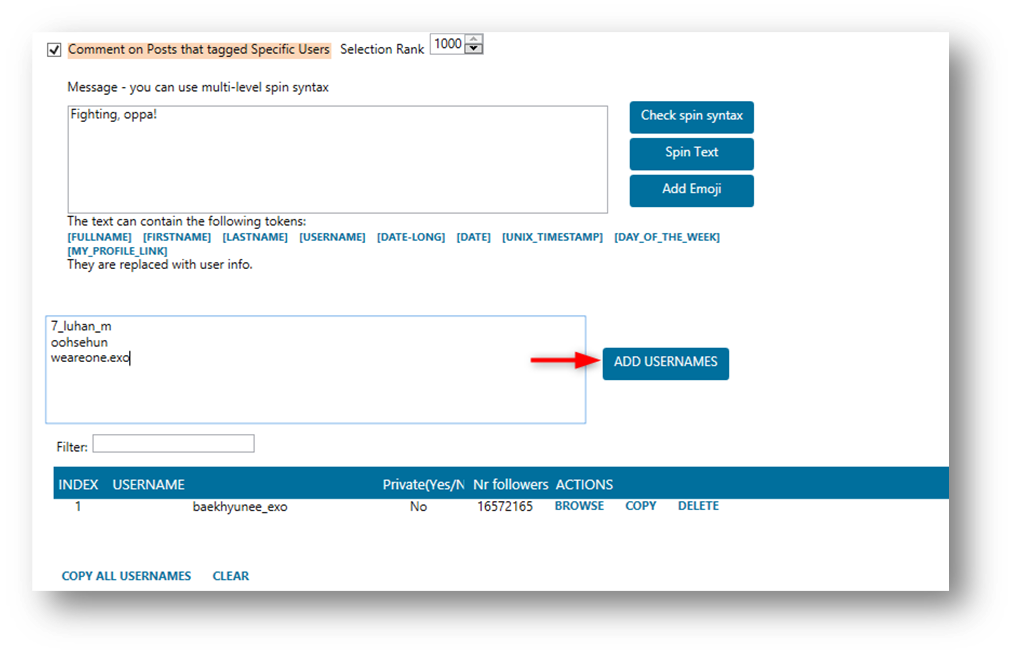 Comment on Posts that tagged Specific Users Selection Rank 1000
Message - you can use multi-level spin syntax
Fighting, oppa!
Check spin syntax
Spin Text
Add Emoji
The text can contain the following tokens:
[FULLNAME] [FIRSTNAME] [LASTNAME] [USERNAME] [DATE-LONG] [DATE] [UNIX_TIMESTAMP] [DAY_OF_THE_WEEK]
[MY_PROFILE_LINK]
They are replaced with user info.
7_luhan_m
oohsehun
weareone.exo
ADD USERNAMES
Filter:
INDEX USERNAME Private(Yes/N Nr followers ACTIONS
1 baekhyunee_exo No 16572165 BROWSE COPY DELETE
COPY ALL USERNAMES CLEAR